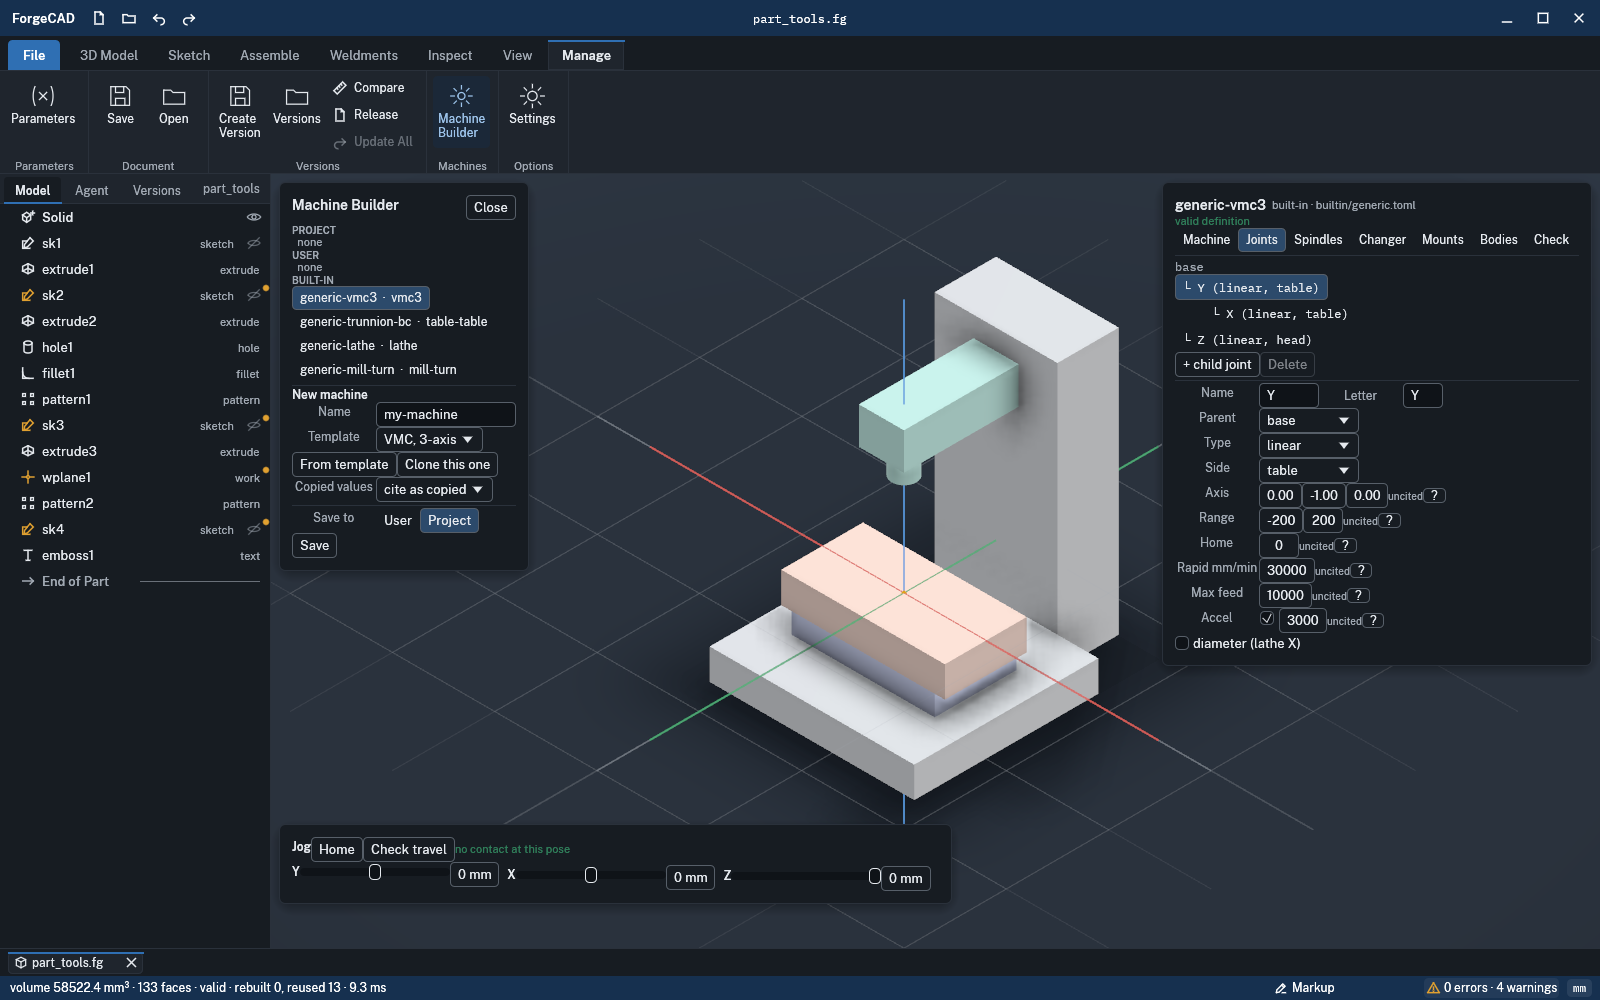 ForgeCAD
part_tools.fg
File 3D Model Sketch Assemble Weldments Inspect View Manage
(x) Parameters Save Open Create Version Versions Compare Release Update All Machine Builder Settings
Parameters Document Versions Machines Options
Model Agent Versions part_tools
Solid
sk1 sketch
extrude1 extrude
sk2 sketch
extrude2 extrude
hole1 hole
fillet1 fillet
pattern1 pattern
sk3 sketch
extrude3 extrude
wplane1 work
pattern2 pattern
sk4 sketch
emboss1 text
End of Part
Machine Builder Close
PROJECT
none
USER
none
BUILT-IN
generic-vmc3 · vmc3
generic-trunnion-bc · table-table
generic-lathe · lathe
generic-mill-turn · mill-turn
New machine
Name my-machine
Template VMC, 3-axis
From template Clone this one
Copied values cite as copied
Save to User Project
Save
generic-vmc3 built-in · builtin/generic.toml
valid definition
Machine Joints Spindles Changer Mounts Bodies Check
base
└ Y (linear, table)
└ X (linear, table)
└ Z (linear, head)
+ child joint Delete
Name Y Letter Y
Parent base
Type linear
Side table
Axis 0.00 -1.00 0.00 uncited ?
Range -200 200 uncited ?
Home 0 uncited ?
Rapid mm/min 30000 uncited ?
Max feed 10000 uncited ?
Accel 3000 uncited ?
diameter (lathe X)
Jog Home Check travel no contact at this pose
Y 0 mm X 0 mm Z 0 mm
part_tools.fg
volume 58522.4 mm³ · 133 faces · valid · rebuilt 0, reused 13 · 9.3 ms
Markup
0 errors · 4 warnings mm